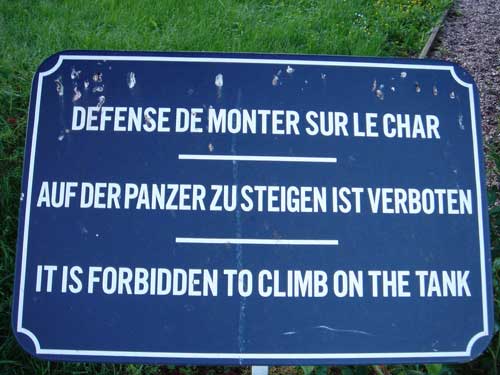 DEFENSE DE MONTER SUR LE CHAR
AUF DER PANZER ZU STEIGEN IST VERBOTEN
IT IS FORBIDDEN TO CLIMB ON THE TANK